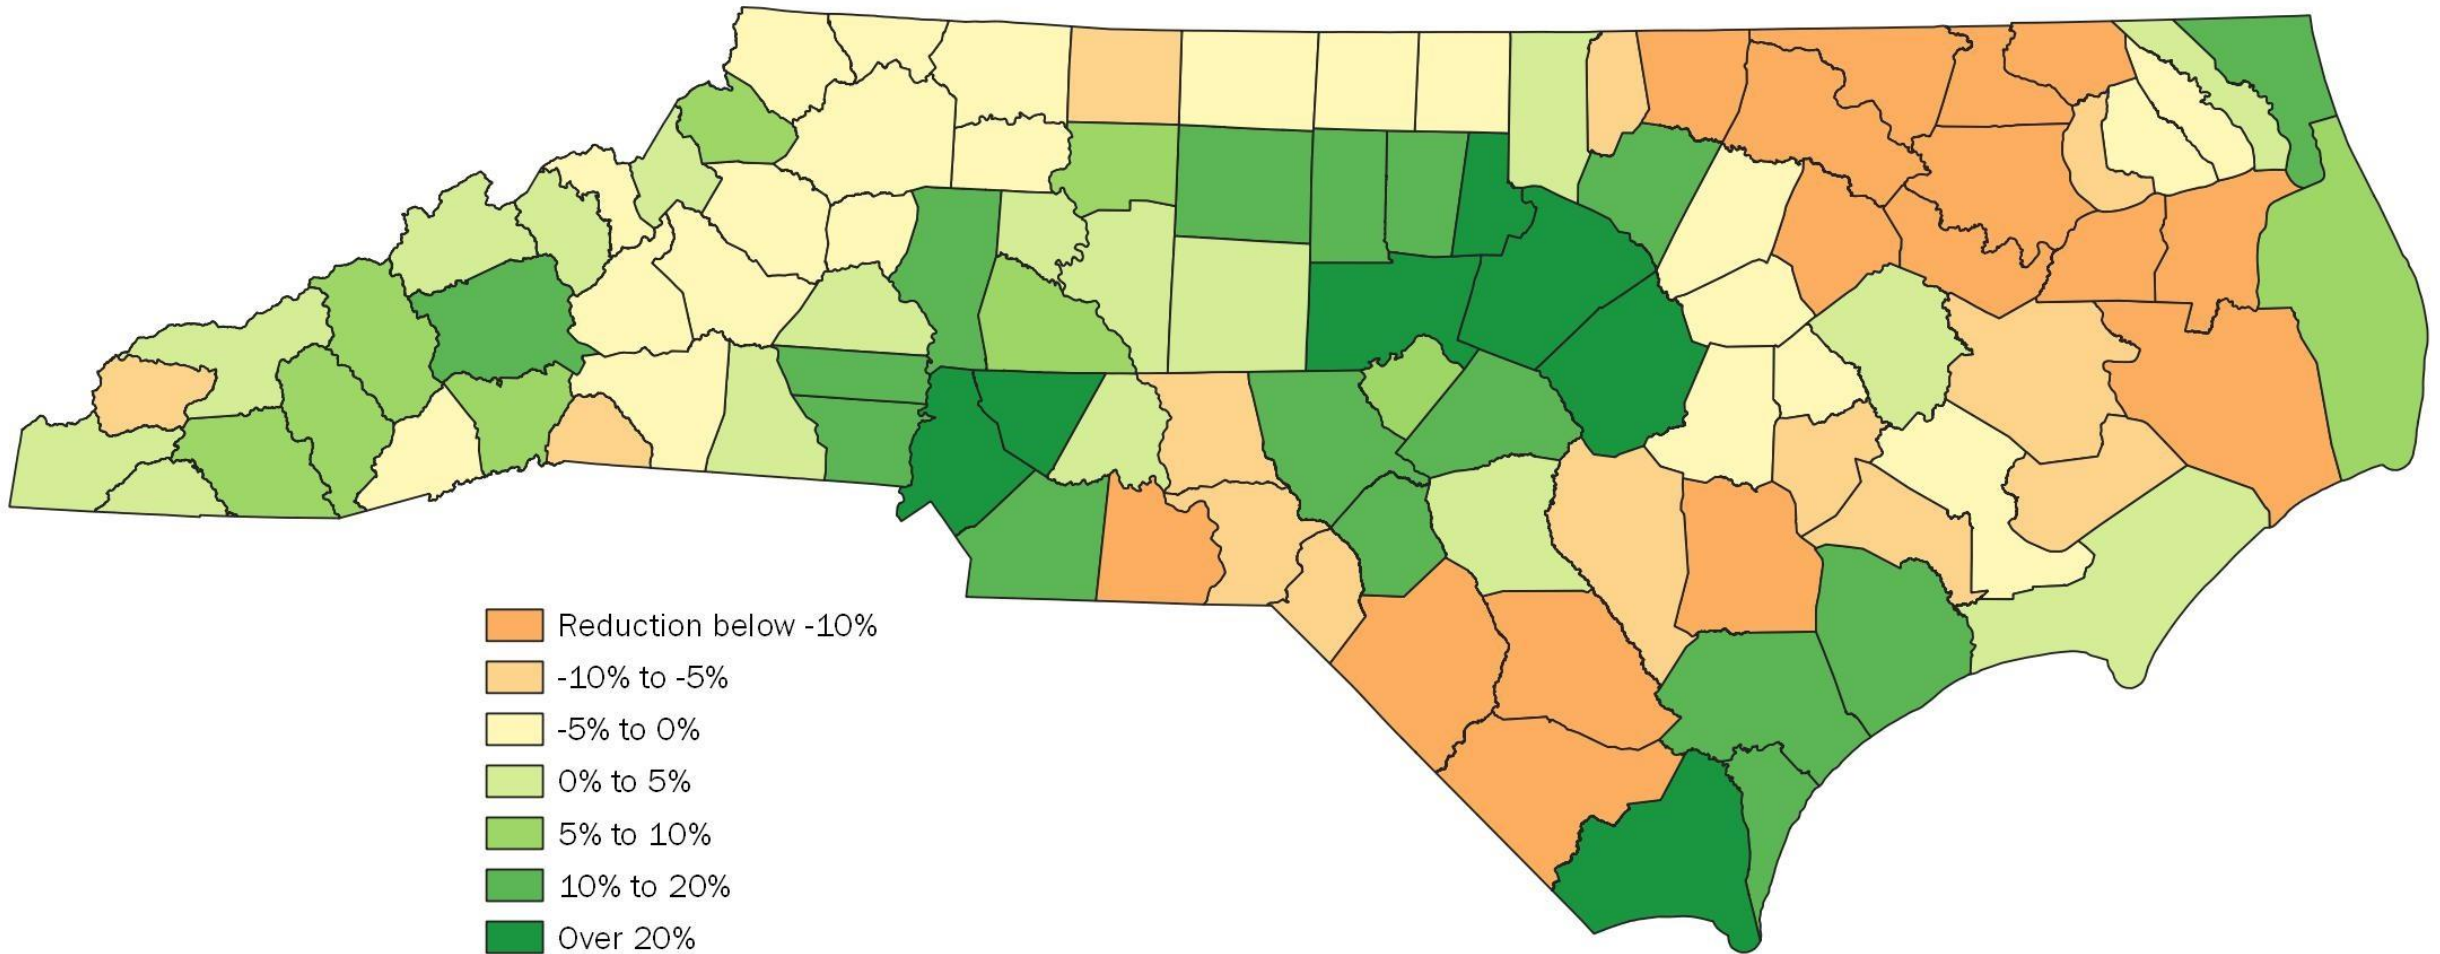 Reduction below -10%
-10% to -5%
-5% to 0%
0% to 5%
5% to 10%
10% to 20%
Over 20%